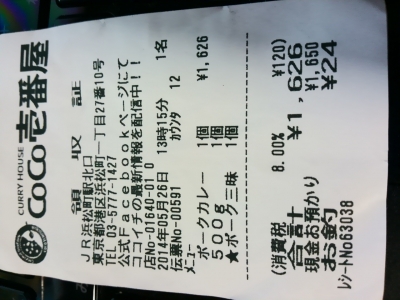 CURRY HOUSE
CoCo壱番屋
領収証
JR浜松町駅北口
東京都港区浜松町一丁目27番10号
TEL 03-5777-1427
公式Facebookページにて
ココイチの最新情報を配信中!!
店No-01640-01 0
2014年05月26日 13時15分 1名
伝票No-00591 カウンタ 12
メニュー
ポークカレー 1個 ¥1,626
500g 1個
★ポーク三昧 1個
(消費税 8.00% ¥120)
合計 ¥1,626
現金お預かり ¥1,650
お釣 ¥24
レシートNo63038